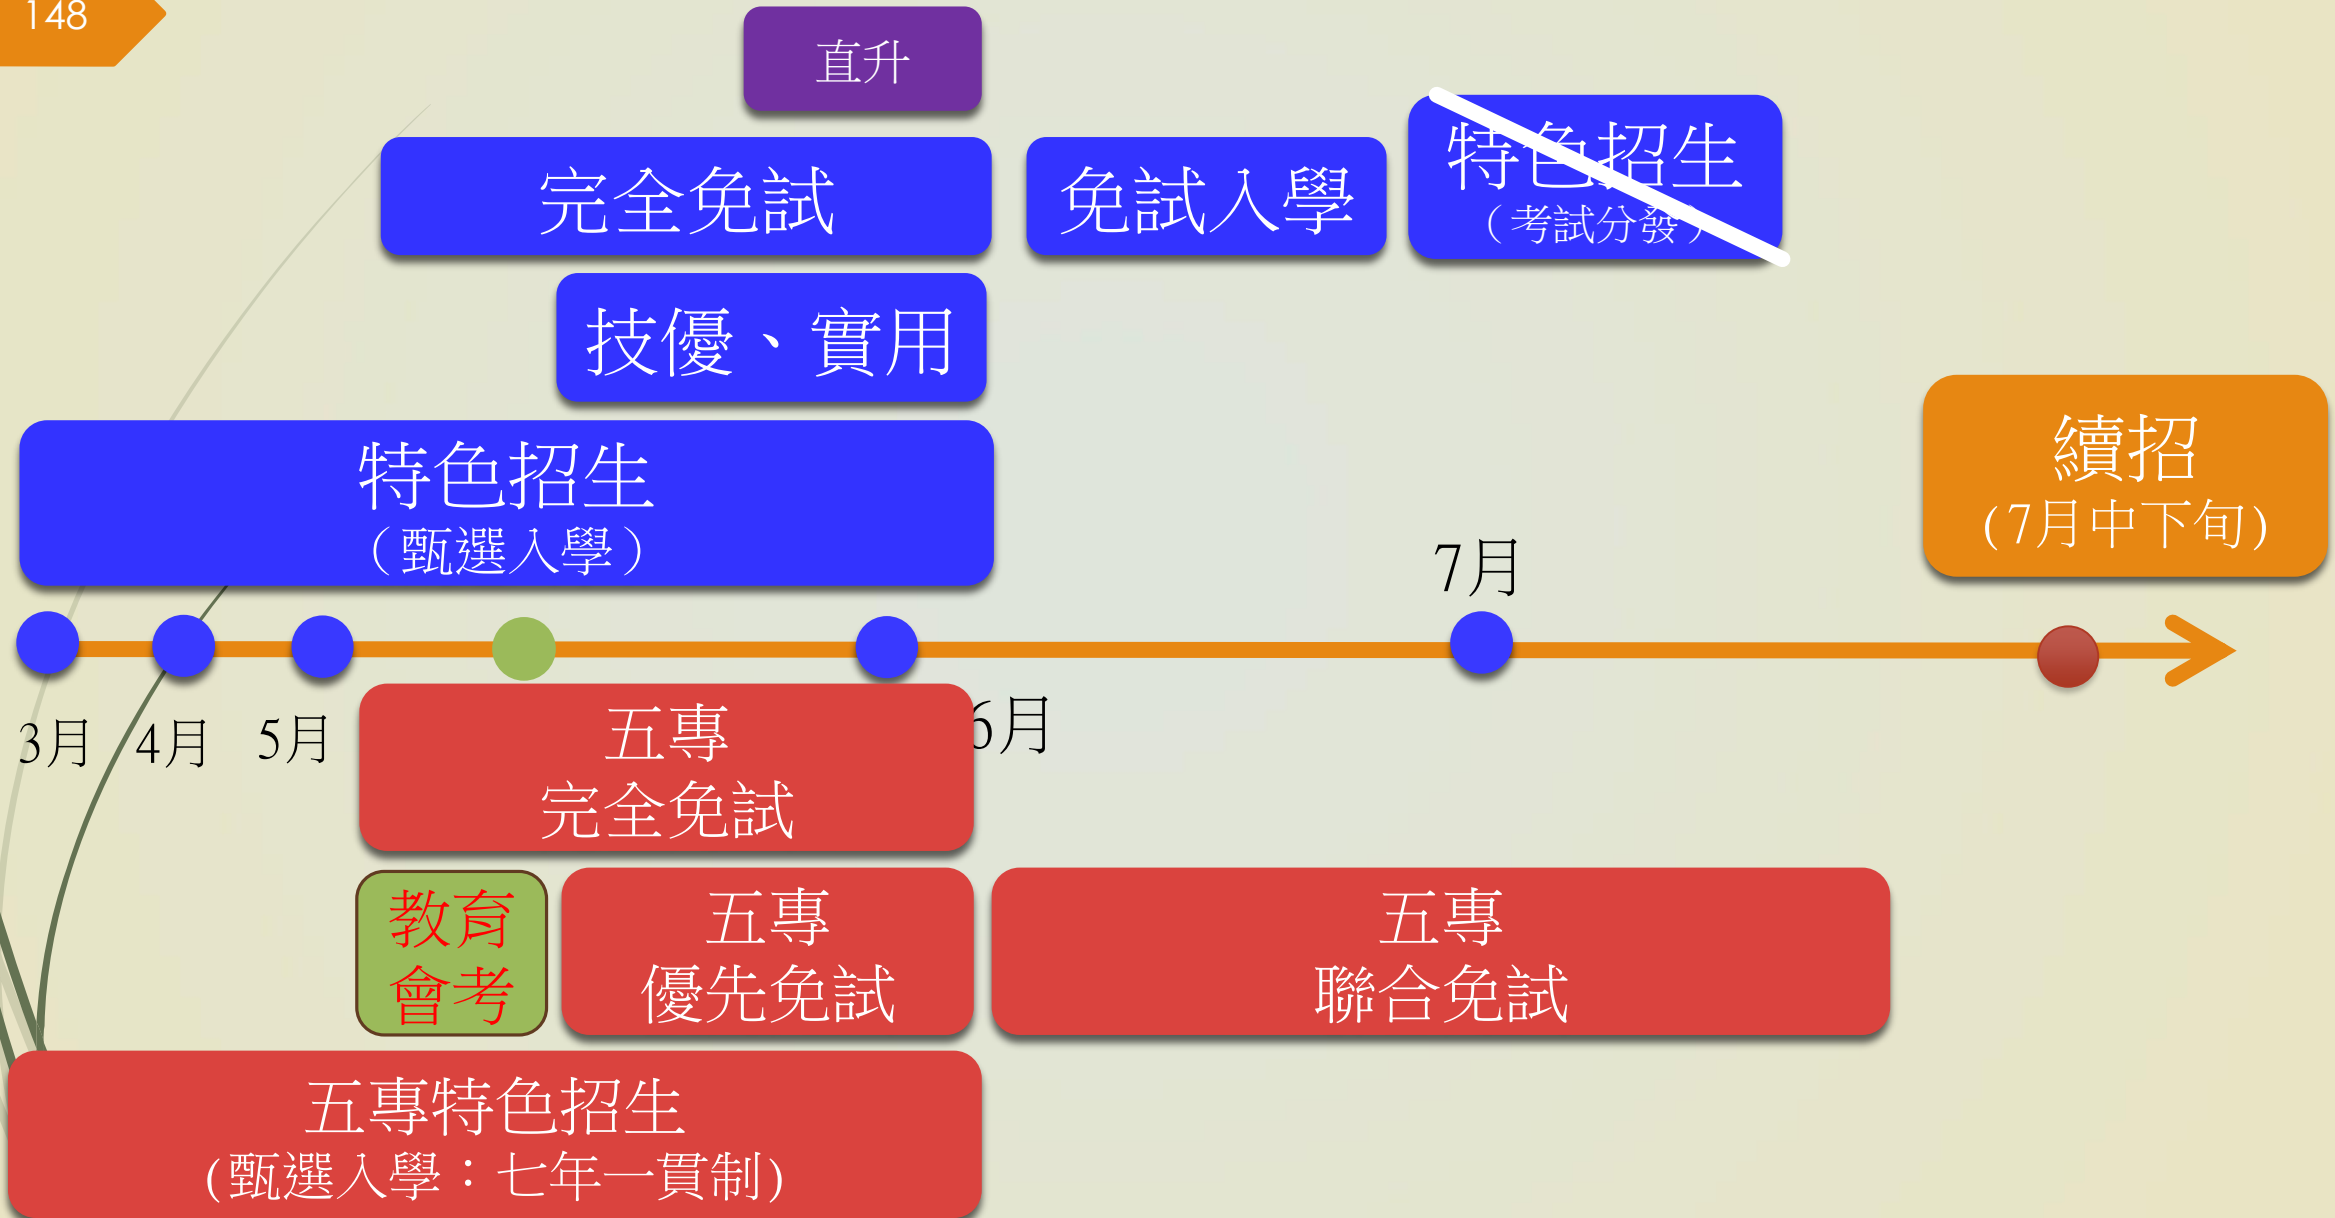 148
直升
完全免試
免試入學
特色招生
（考試分發）
技優、實用
特色招生
（甄選入學）
續招
(7月中下旬)
7月
3月
4月
5月
6月
五專
完全免試
教育
會考
五專
優先免試
五專
聯合免試
五專特色招生
(甄選入學：七年一貫制)